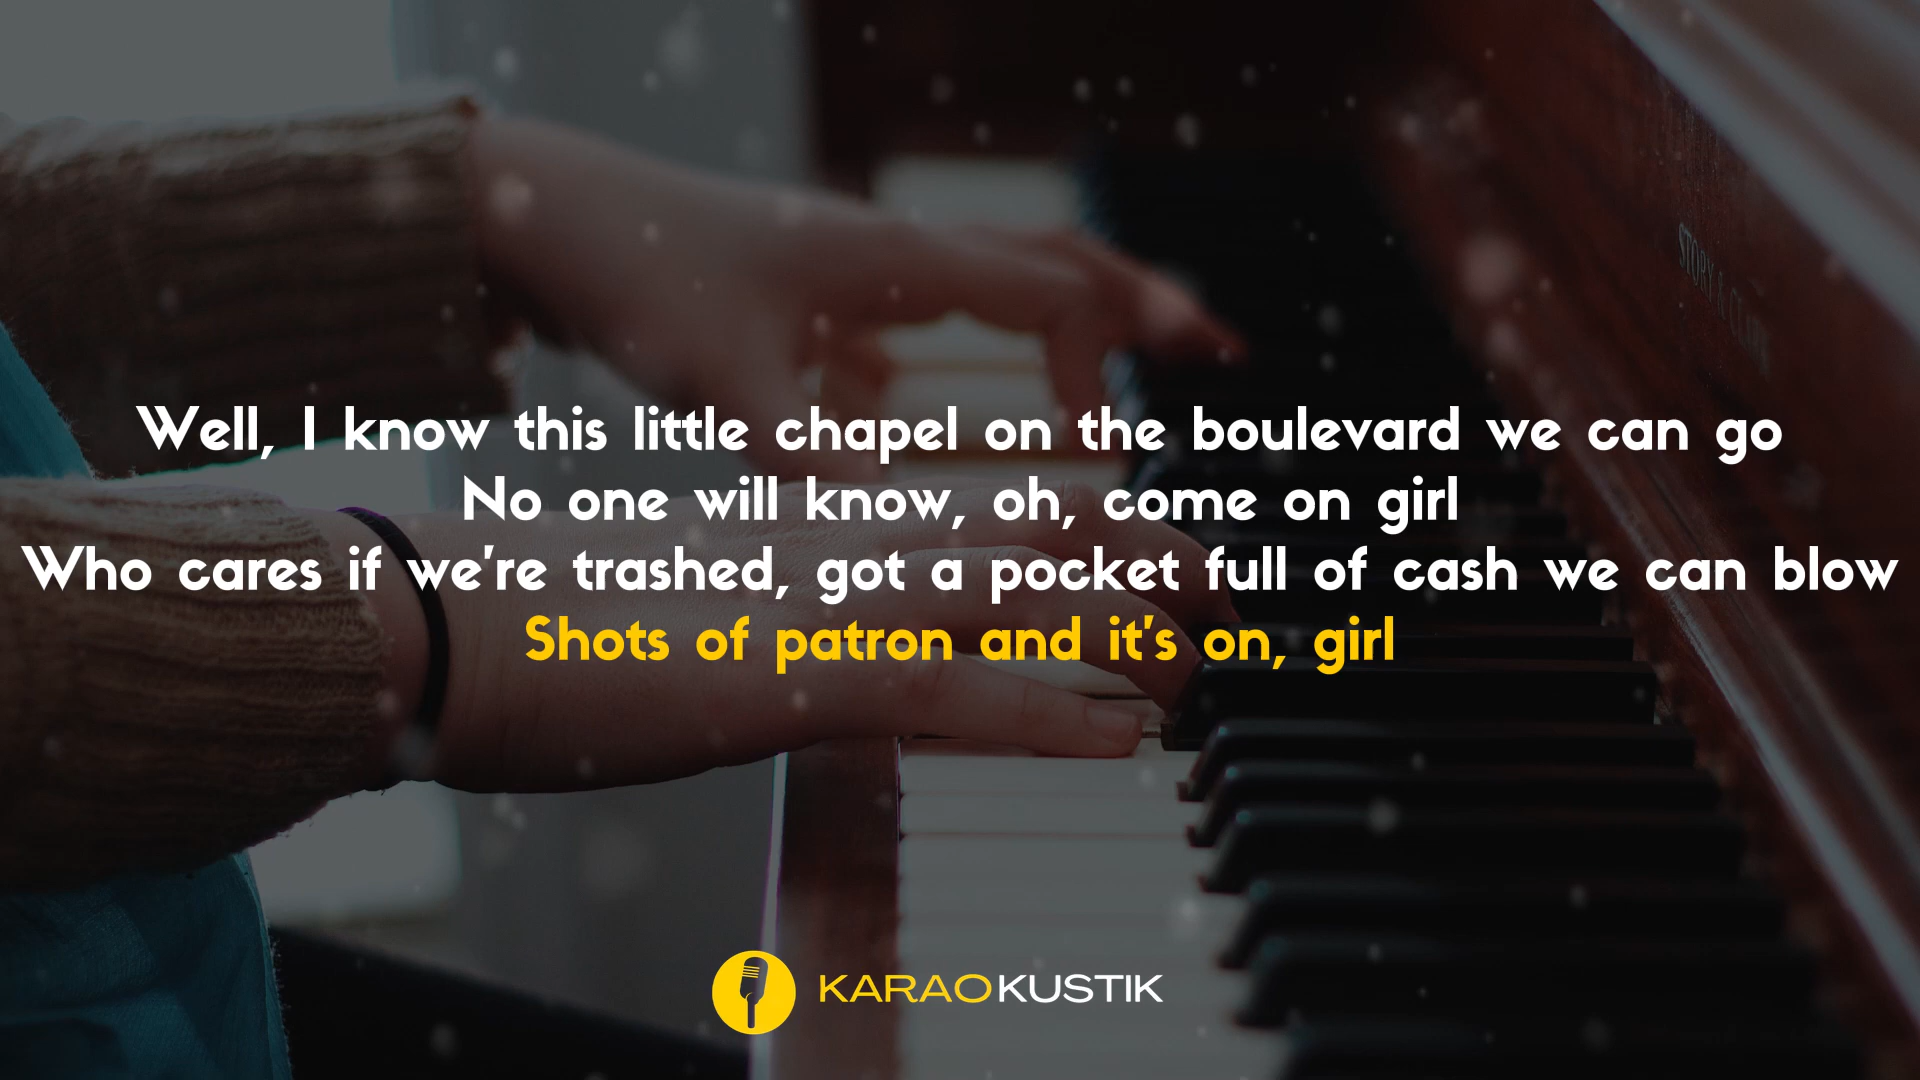 STORY & CLARK
Well, I know this little chapel on the boulevard we can go
No one will know, oh, come on girl
Who cares if we're trashed, got a pocket full of cash we can blow
Shots of patron and it's on, girl
KARAOKUSTIK